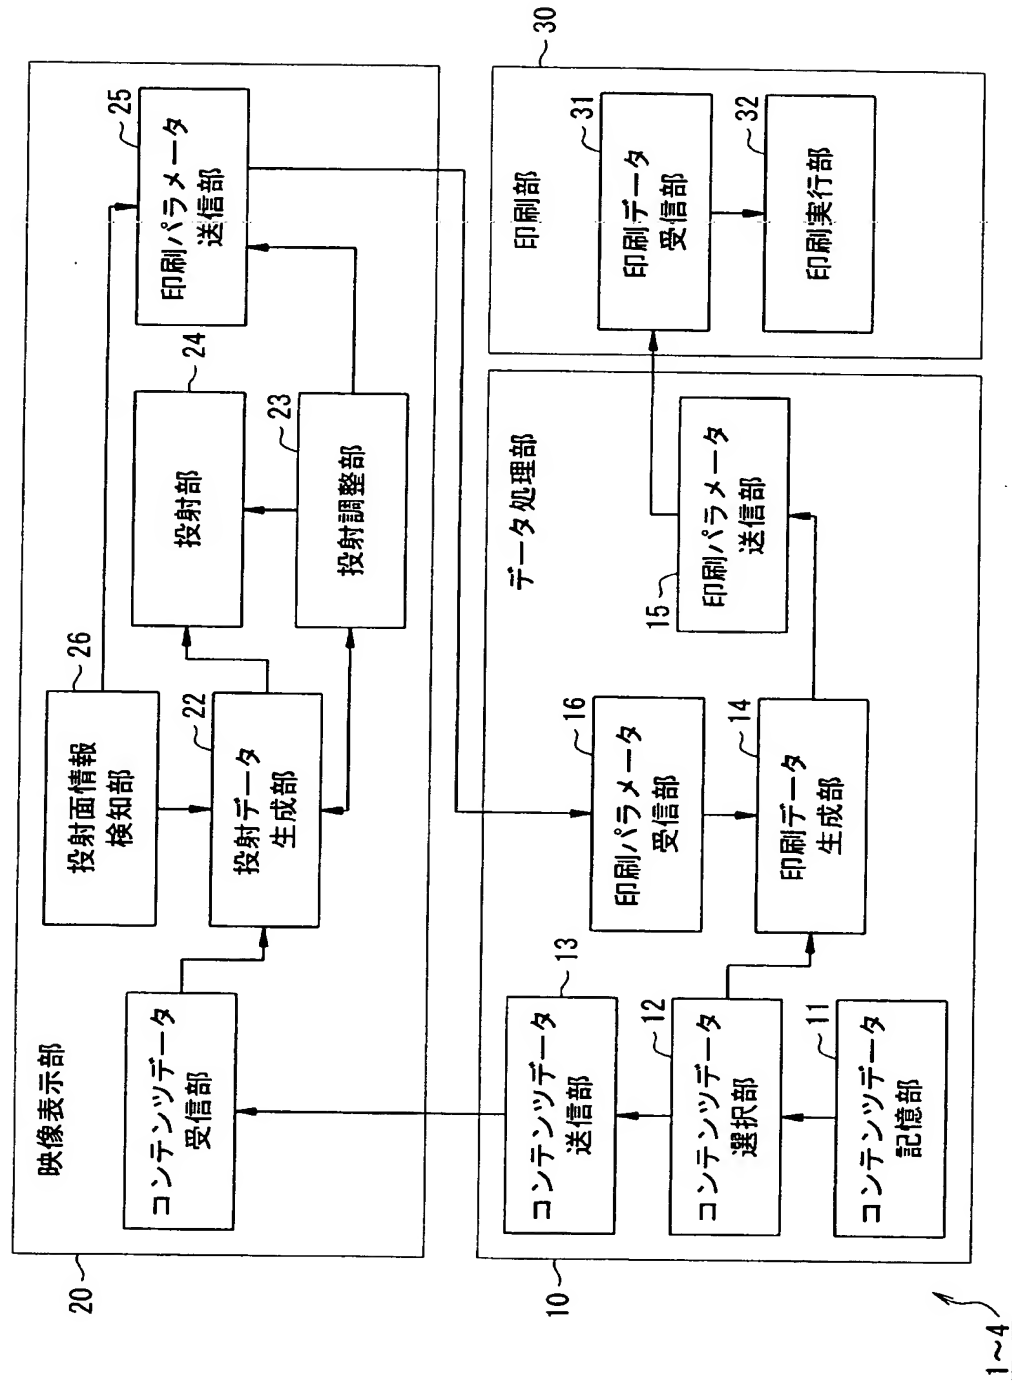 20
映像表示部
コンテンツデータ
受信部
投射面情報
検知部
26
投射データ
生成部
22
投射部
24
投射調整部
23
印刷パラメータ
送信部
25
10
データ処理部
コンテンツデータ
送信部
13
コンテンツデータ
選択部
12
コンテンツデータ
記憶部
11
印刷パラメータ
受信部
16
印刷データ
生成部
14
印刷パラメータ
送信部
15
30
印刷部
印刷データ
受信部
31
印刷実行部
32
1~4